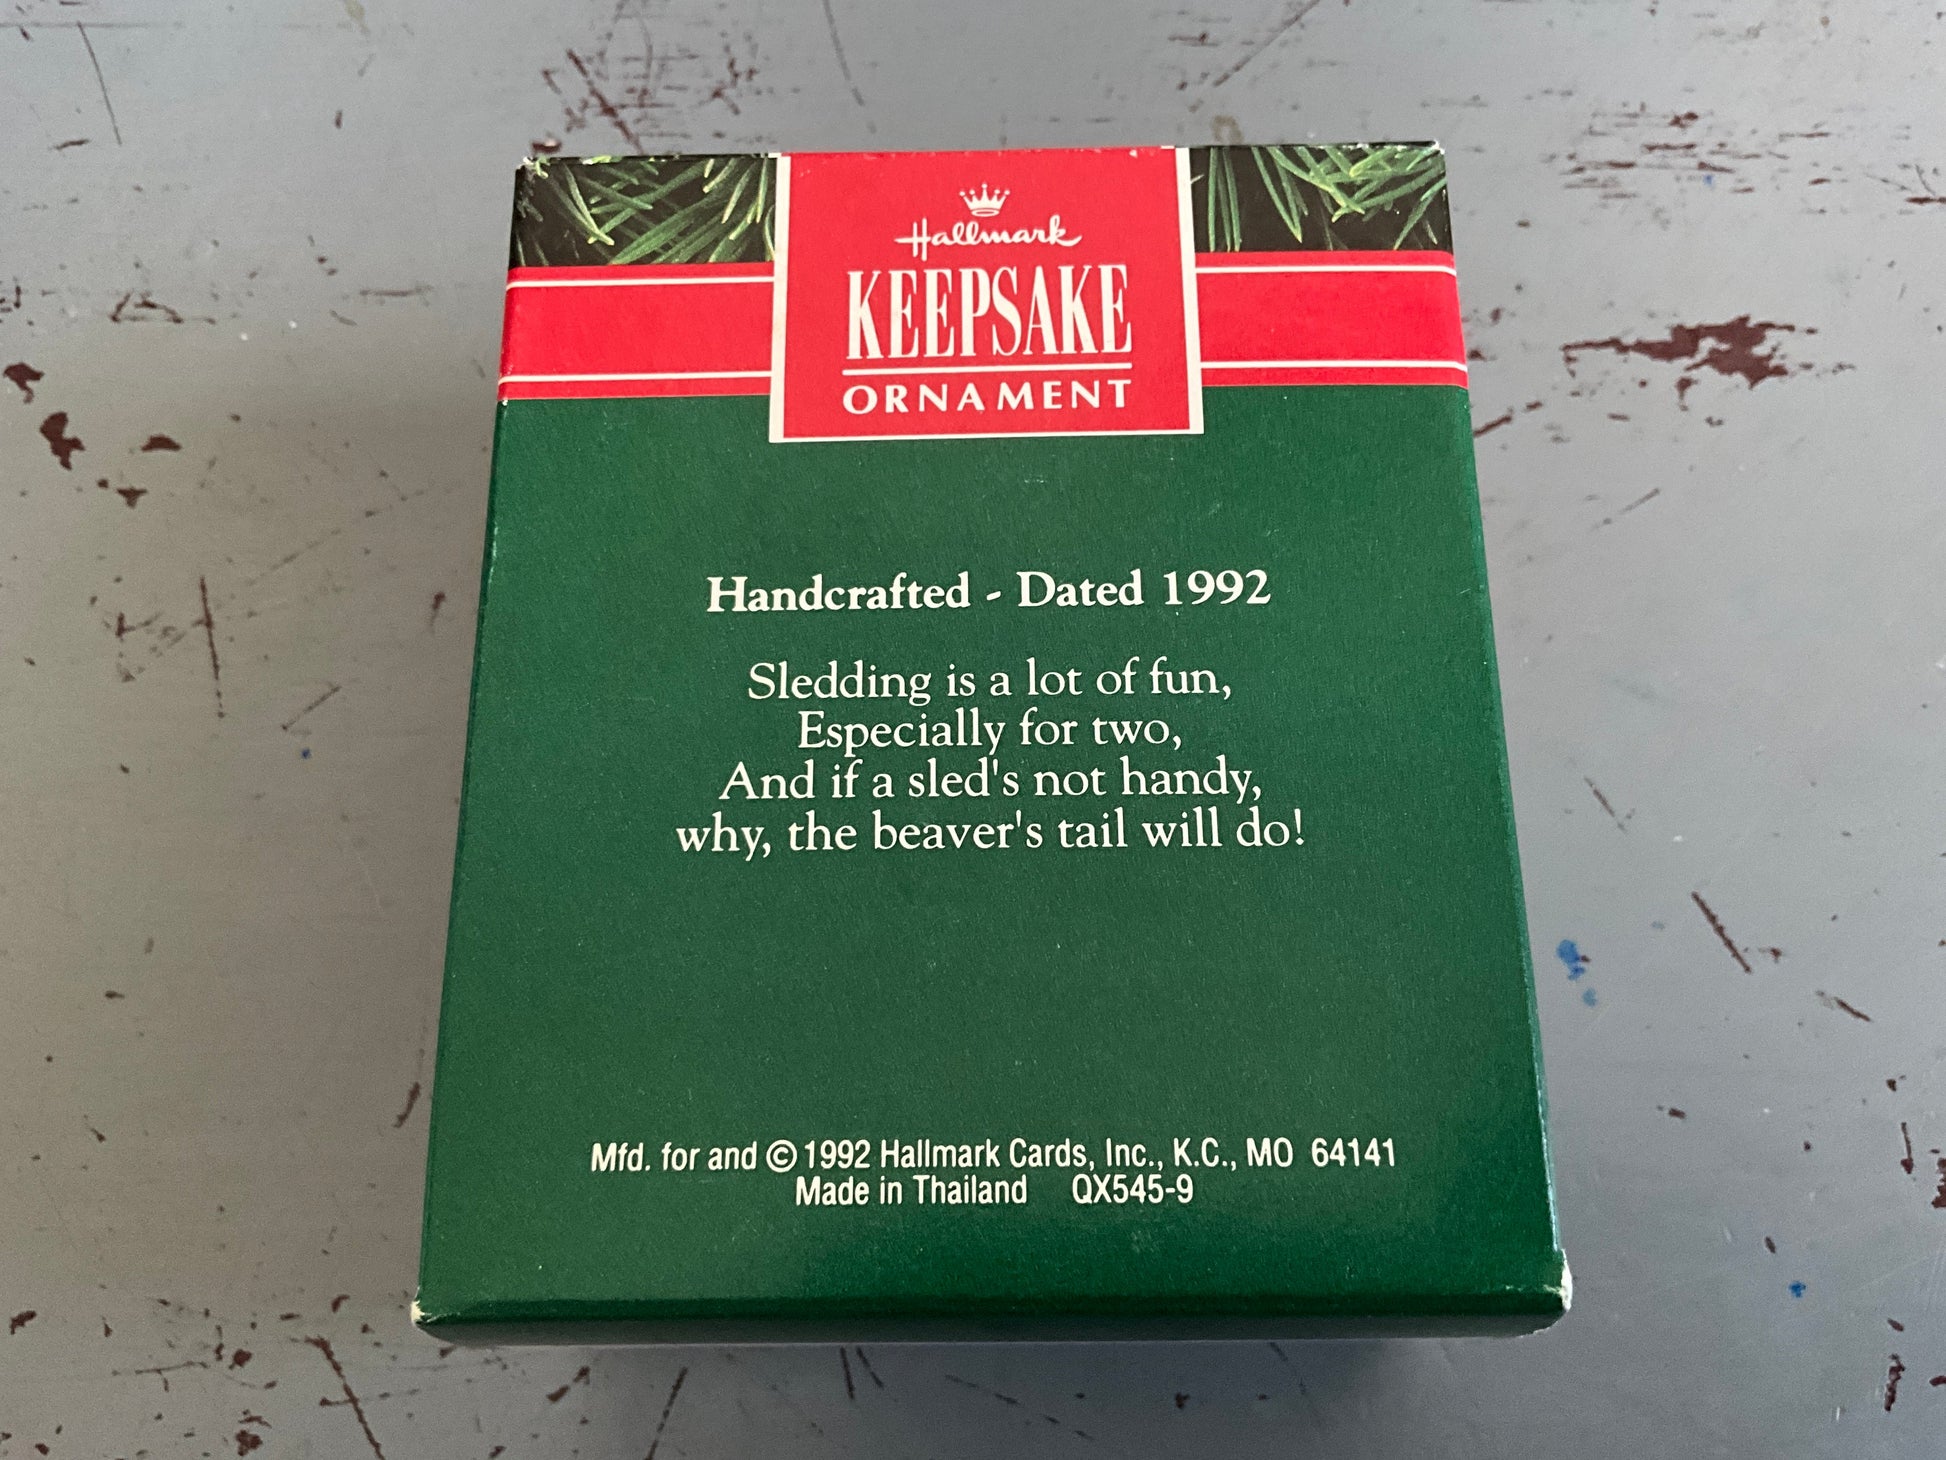 Hallmark
KEEPSAKE
ORNAMENT
Handcrafted - Dated 1992
Sledding is a lot of fun,
Especially for two,
And if a sled's not handy,
why, the beaver's tail will do!
Mfd. for and © 1992 Hallmark Cards, Inc., K.C., MO 64141
Made in Thailand QX545-9